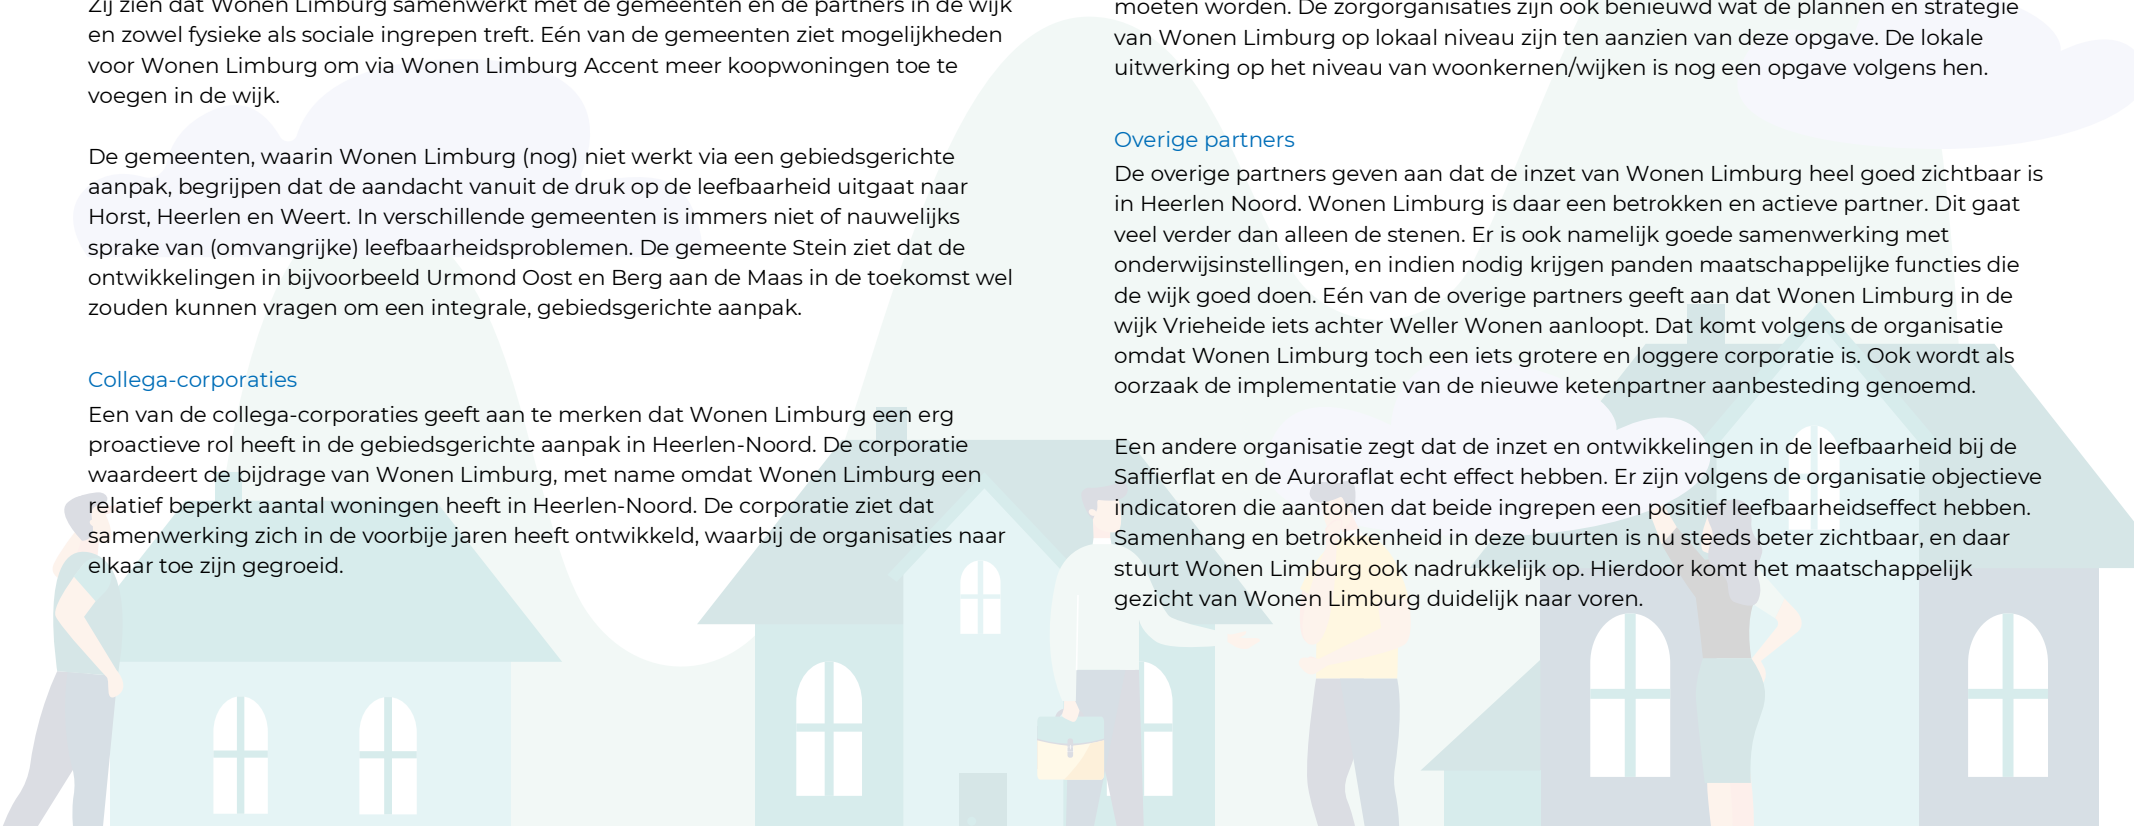 Zij zien dat Wonen Limburg samenwerkt met de gemeenten en de partners in de wijk
en zowel fysieke als sociale ingrepen treft. Eén van de gemeenten ziet mogelijkheden
voor Wonen Limburg om via Wonen Limburg Accent meer koopwoningen toe te
voegen in de wijk.
De gemeenten, waarin Wonen Limburg (nog) niet werkt via een gebiedsgerichte
aanpak, begrijpen dat de aandacht vanuit de druk op de leefbaarheid uitgaat naar
Horst, Heerlen en Weert. In verschillende gemeenten is immers niet of nauwelijks
sprake van (omvangrijke) leefbaarheidsproblemen. De gemeente Stein ziet dat de
ontwikkelingen in bijvoorbeeld Urmond Oost en Berg aan de Maas in de toekomst wel
zouden kunnen vragen om een integrale, gebiedsgerichte aanpak.
Collega-corporaties
Een van de collega-corporaties geeft aan te merken dat Wonen Limburg een erg
proactieve rol heeft in de gebiedsgerichte aanpak in Heerlen-Noord. De corporatie
waardeert de bijdrage van Wonen Limburg, met name omdat Wonen Limburg een
relatief beperkt aantal woningen heeft in Heerlen-Noord. De corporatie ziet dat
samenwerking zich in de voorbije jaren heeft ontwikkeld, waarbij de organisaties naar
elkaar toe zijn gegroeid.
moeten worden. De zorgorganisaties zijn ook benieuwd wat de plannen en strategie
van Wonen Limburg op lokaal niveau zijn ten aanzien van deze opgave. De lokale
uitwerking op het niveau van woonkernen/wijken is nog een opgave volgens hen.
Overige partners
De overige partners geven aan dat de inzet van Wonen Limburg heel goed zichtbaar is
in Heerlen Noord. Wonen Limburg is daar een betrokken en actieve partner. Dit gaat
veel verder dan alleen de stenen. Er is ook namelijk goede samenwerking met
onderwijsinstellingen, en indien nodig krijgen panden maatschappelijke functies die
de wijk goed doen. Eén van de overige partners geeft aan dat Wonen Limburg in de
wijk Vrieheide iets achter Weller Wonen aanloopt. Dat komt volgens de organisatie
omdat Wonen Limburg toch een iets grotere en loggere corporatie is. Ook wordt als
oorzaak de implementatie van de nieuwe ketenpartner aanbesteding genoemd.
Een andere organisatie zegt dat de inzet en ontwikkelingen in de leefbaarheid bij de
Saffierflat en de Auroraflat echt effect hebben. Er zijn volgens de organisatie objectieve
indicatoren die aantonen dat beide ingrepen een positief leefbaarheidseffect hebben.
Samenhang en betrokkenheid in deze buurten is nu steeds beter zichtbaar, en daar
stuurt Wonen Limburg ook nadrukkelijk op. Hierdoor komt het maatschappelijk
gezicht van Wonen Limburg duidelijk naar voren.